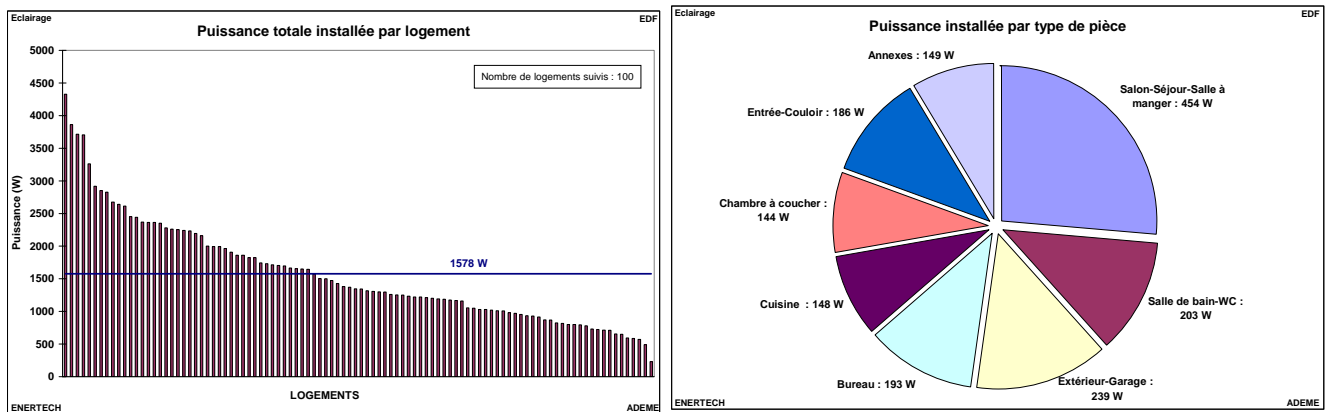 Eclairage
EDF
Puissance totale installée par logement
5000
4500
4000
3500
3000
2500
2000
1500
1000
500
0
Puissance (W)
Nombre de logements suivis : 100
1578 W
LOGEMENTS
ENERTECH
ADEME
Eclairage
EDF
Puissance installée par type de pièce
Annexes : 149 W
Salon-Séjour-Salle à
manger : 454 W
Entrée-Couloir : 186 W
Chambre à coucher :
144 W
Cuisine : 148 W
Salle de bain-WC :
203 W
Bureau : 193 W
Extérieur-Garage :
239 W
ENERTECH
ADEME